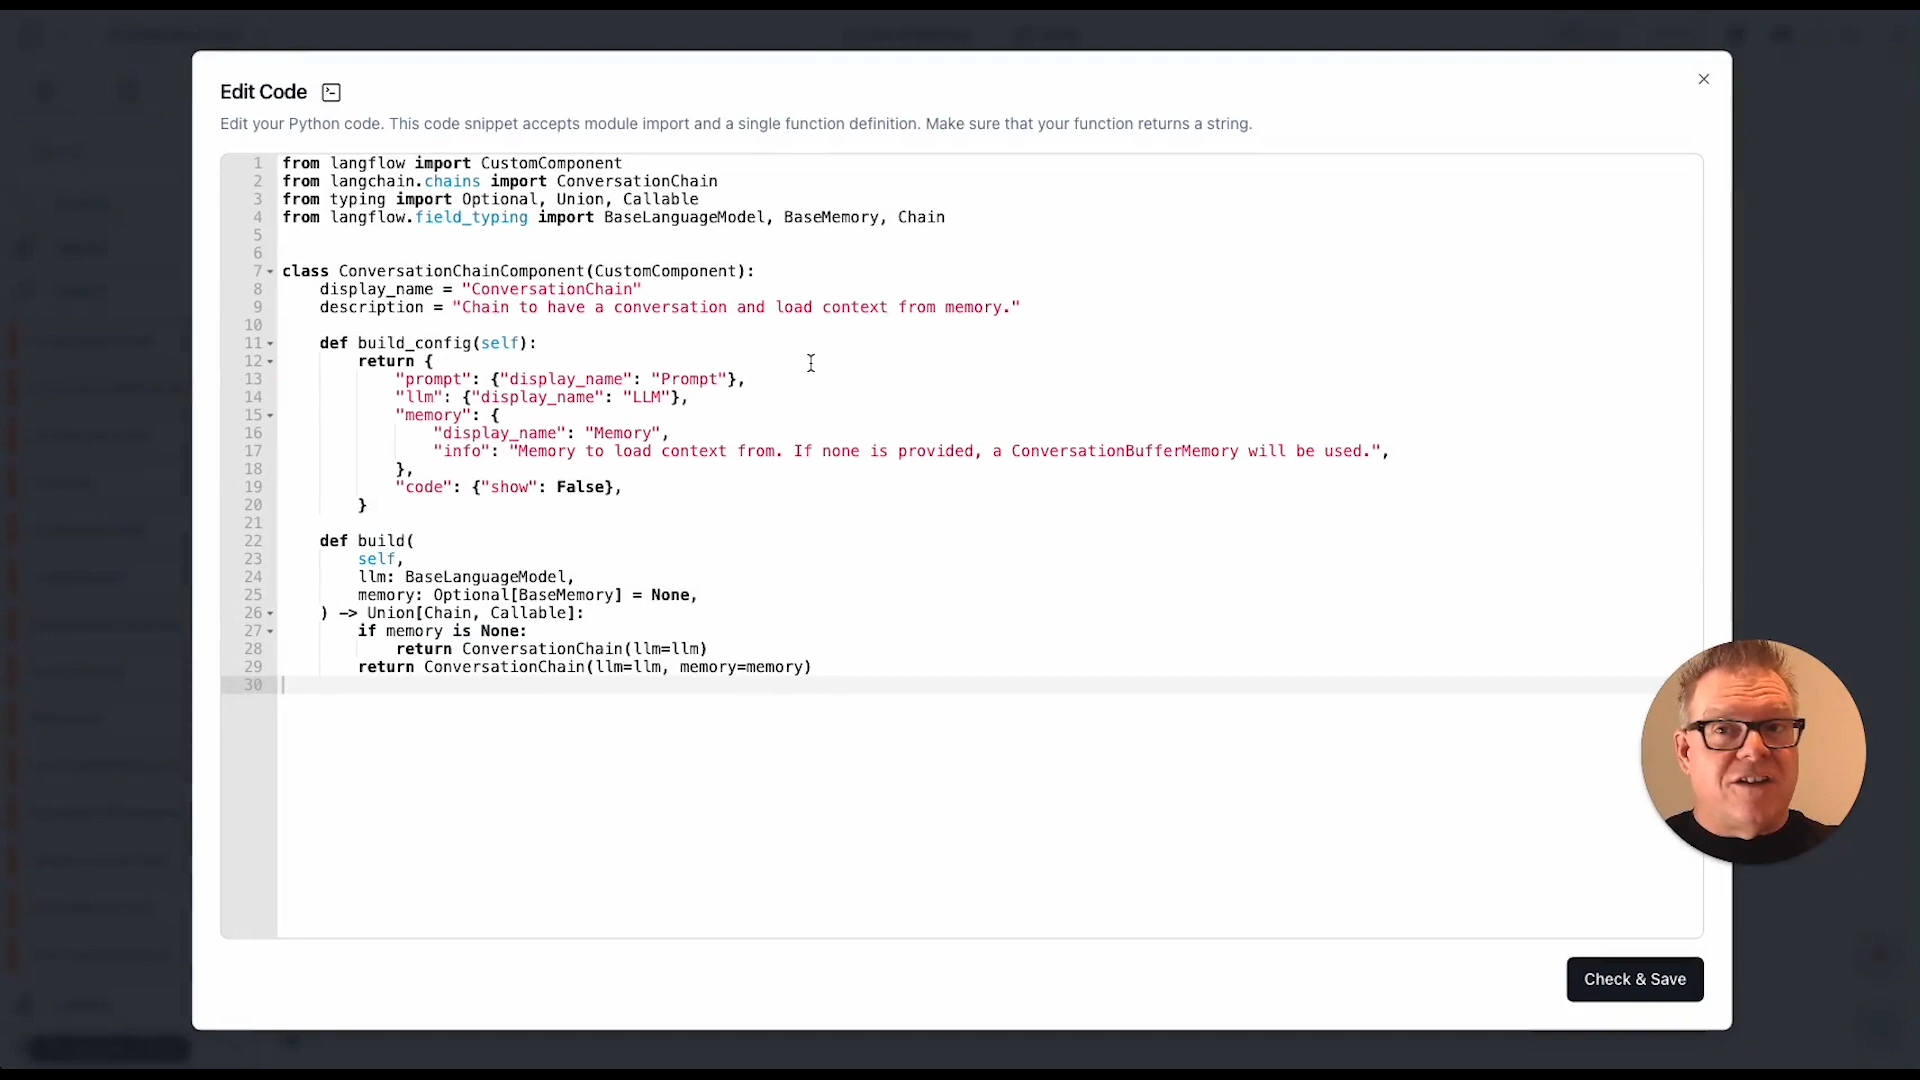 Edit Code
Edit your Python code. This code snippet accepts module import and a single function definition. Make sure that your function returns a string.
1 from langflow import CustomComponent
2 from langchain.chains import ConversationChain
3 from typing import Optional, Union, Callable
4 from langflow.field_typing import BaseLanguageModel, BaseMemory, Chain
5
6
7 class ConversationChainComponent(CustomComponent):
8     display_name = "ConversationChain"
9     description = "Chain to have a conversation and load context from memory."
10
11     def build_config(self):
12         return {
13             "prompt": {"display_name": "Prompt"},
14             "llm": {"display_name": "LLM"},
15             "memory": {
16                 "display_name": "Memory",
17                 "info": "Memory to load context from. If none is provided, a ConversationBufferMemory will be used.",
18             },
19             "code": {"show": False},
20         }
21
22     def build(
23         self,
24         llm: BaseLanguageModel,
25         memory: Optional[BaseMemory] = None,
26     ) -> Union[Chain, Callable]:
27         if memory is None:
28             return ConversationChain(llm=llm)
29         return ConversationChain(llm=llm, memory=memory)
30
Check & Save